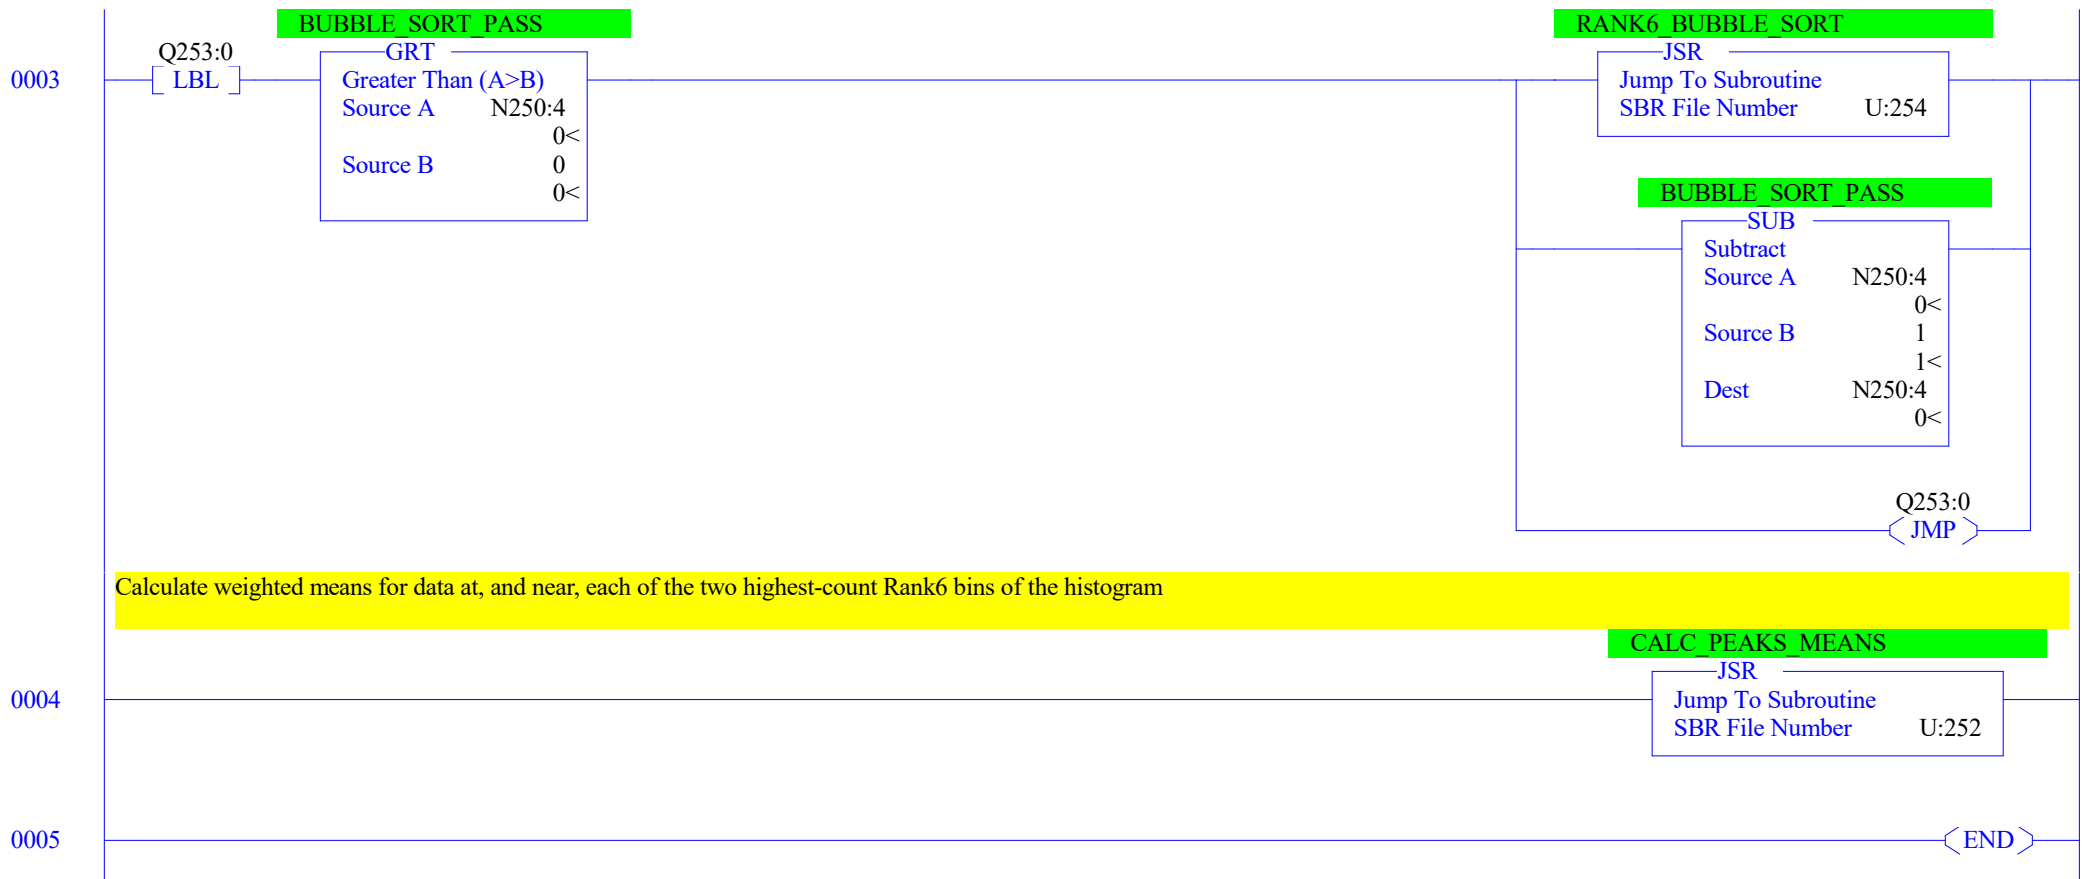 BUBBLE_SORT_PASS
RANK6_BUBBLE_SORT
Q253:0
GRT
JSR
0003
LBL
Greater Than (A>B)
Jump To Subroutine
Source A N250:4
SBR File Number U:254
0<
Source B 0
0<
BUBBLE_SORT_PASS
SUB
Subtract
Source A N250:4
0<
Source B 1
1<
Dest N250:4
0<
Q253:0
JMP
Calculate weighted means for data at, and near, each of the two highest-count Rank6 bins of the histogram
CALC_PEAKS_MEANS
JSR
0004
Jump To Subroutine
SBR File Number U:252
0005
END